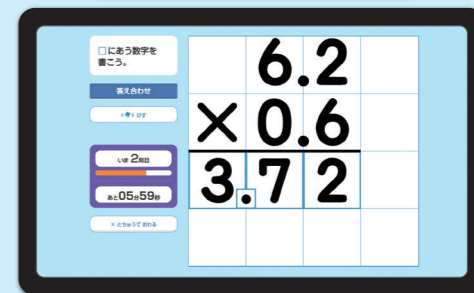 □にあう数字を
書こう。
答え合わせ
けす
いま 2問目
あと05分59秒
× とちゅうでおわる
6.2
×0.6
3.72